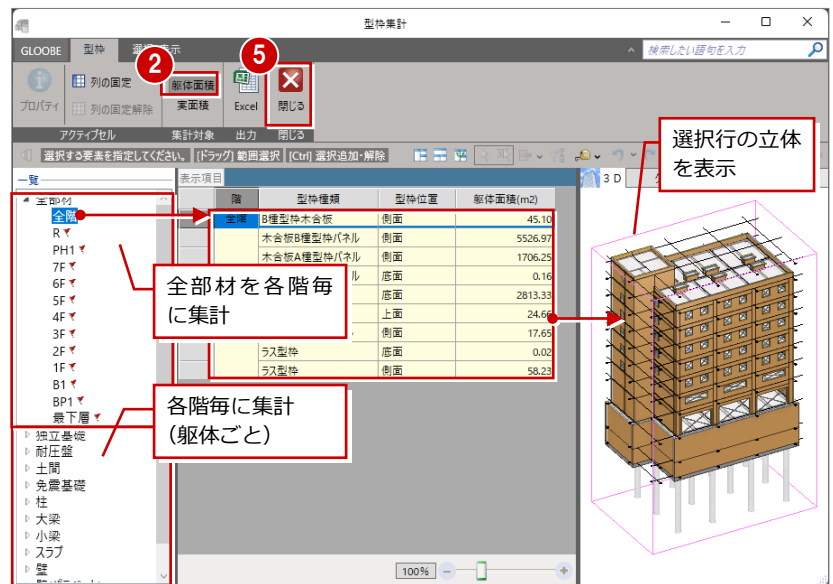 型枠集計
GLOOBE 型枠 表示
検索したい語句を入力
2
5
プロパティ
列の固定
列の固定解除
躯体面積
実面積
Excel
閉じる
アクティブセル 集計対象 出力 閉じる
選択する要素を指定してください。 [ドラッグ] 範囲選択 [Ctrl] 選択追加・解除
一覧
表示項目
3D
全部材
全階
R
PH1
7F
6F
5F
4F
3F
2F
1F
B1
BP1
最下層
独立基礎
耐圧盤
土間
免震基礎
柱
大梁
小梁
スラブ
壁
階 型枠種類 型枠位置 躯体面積(m2)
全階 B種型枠木合板 側面 45.10
木合板B種型枠パネル 側面 5526.97
木合板A種型枠パネル 側面 1706.25
ル 底面 0.16
底面 2813.33
上面 24.66
側面 17.65
ラス型枠 底面 0.02
ラス型枠 側面 58.23
全部材を各階毎
に集計
各階毎に集計
（躯体ごと）
選択行の立体
を表示
100%